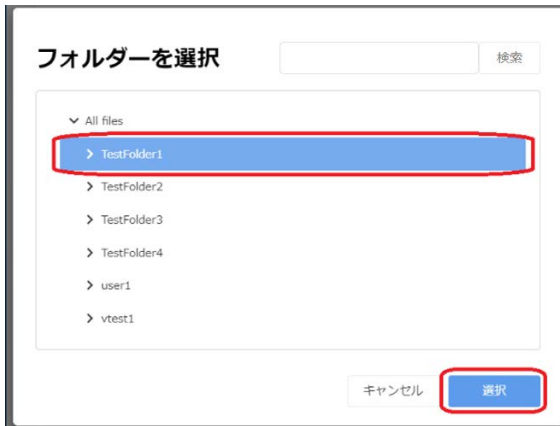 フォルダーを選択
検索
All files
TestFolder1
TestFolder2
TestFolder3
TestFolder4
user1
vtest1
キャンセル
選択